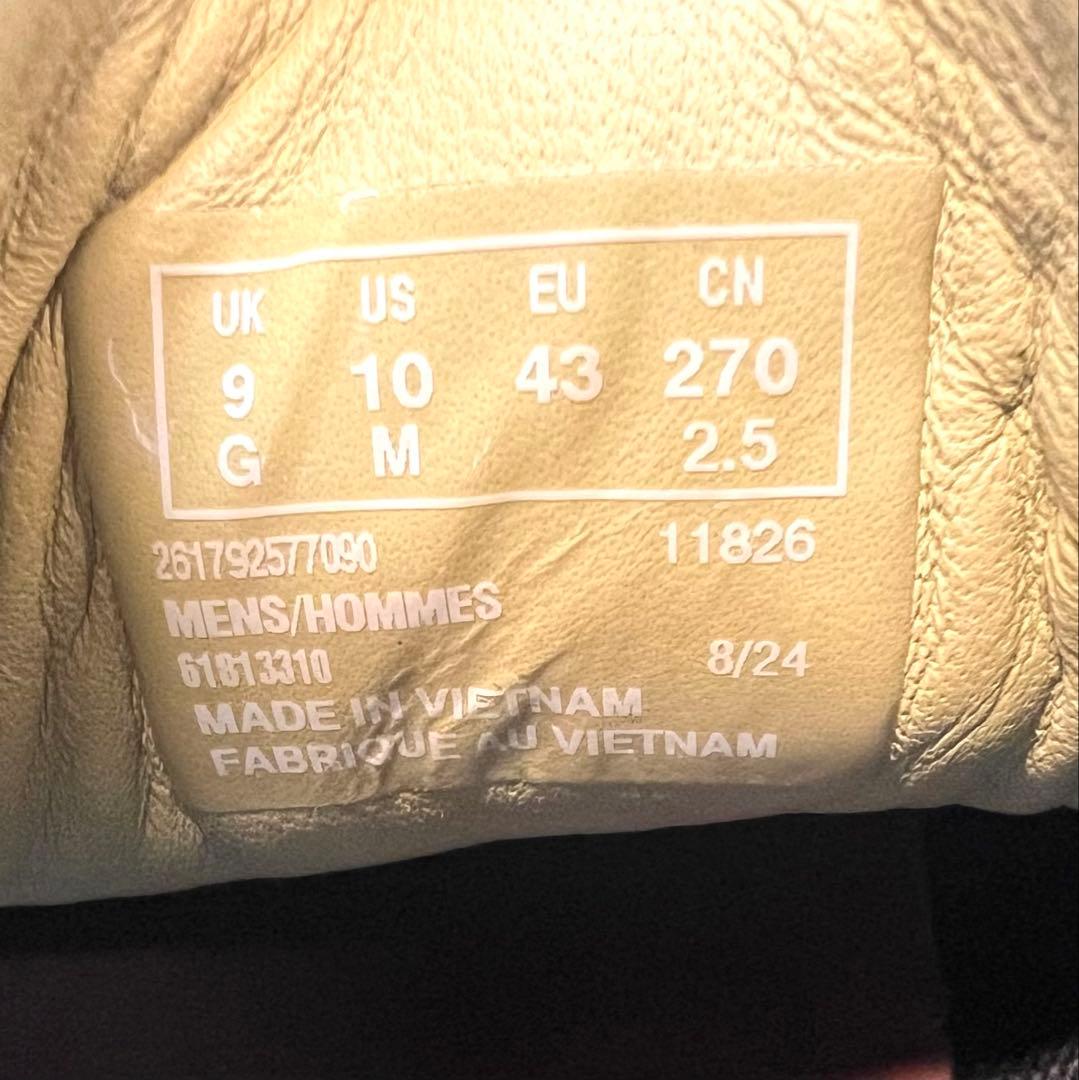 UK US EU CN
9 10 43 270
G M 2.5
261792577090 11826
MENS/HOMMES
61813310 8/24
MADE IN VIETNAM
FABRIQUE AU VIETNAM